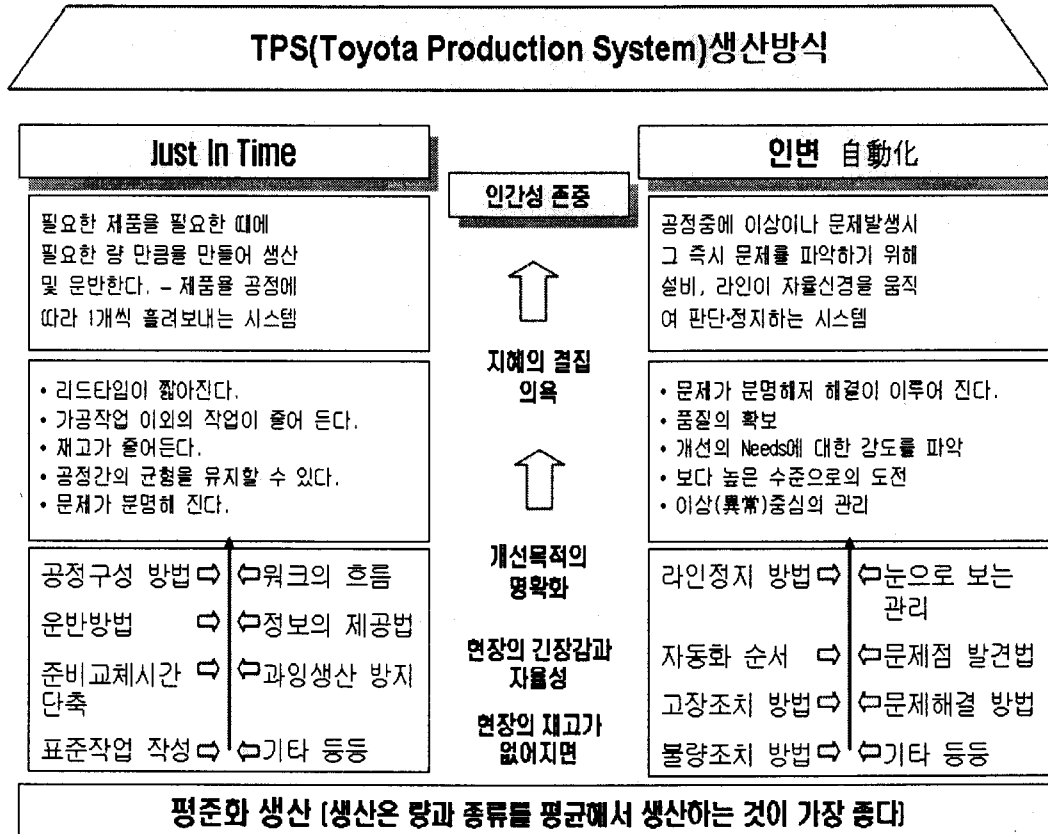 TPS(Toyota Production System)생산방식
Just In Time
필요한 제품을 필요한 때에
필요한 량 만큼을 만들어 생산
및 운반한다. – 제품을 공정에
따라 1개씩 흘려보내는 시스템
• 리드타임이 짧아진다.
• 가공작업 이외의 작업이 줄어 든다.
• 재고가 줄어든다.
• 공정간의 균형을 유지할 수 있다.
• 문제가 분명해 진다.
공정구성 방법 ⇨ ⇦워크의 흐름
운반방법 ⇨ ⇦정보의 제공법
준비교체시간 ⇨ ⇦과잉생산 방지
단축
표준작업 작성⇨ ⇦기타 등등
인간성 존중
지혜의 결집
의욕
개선목적의
명확화
현장의 긴장감과
자율성
현장의 재고가
없어지면
인변 自動化
공정중에 이상이나 문제발생시
그 즉시 문제를 파악하기 위해
설비, 라인이 자율신경을 움직
여 판단·정지하는 시스템
• 문제가 분명해저 해결이 이루어 진다.
• 품질의 확보
• 개선의 Needs에 대한 강도를 파악
• 보다 높은 수준으로의 도전
• 이상(異常)중심의 관리
라인정지 방법⇨ ⇦눈으로 보는
관리
자동화 순서 ⇨ ⇦문제점 발견법
고장조치 방법⇨ ⇦문제해결 방법
불량조치 방법⇨ ⇦기타 등등
평준화 생산 (생산은 량과 종류를 평균해서 생산하는 것이 가장 좋다)